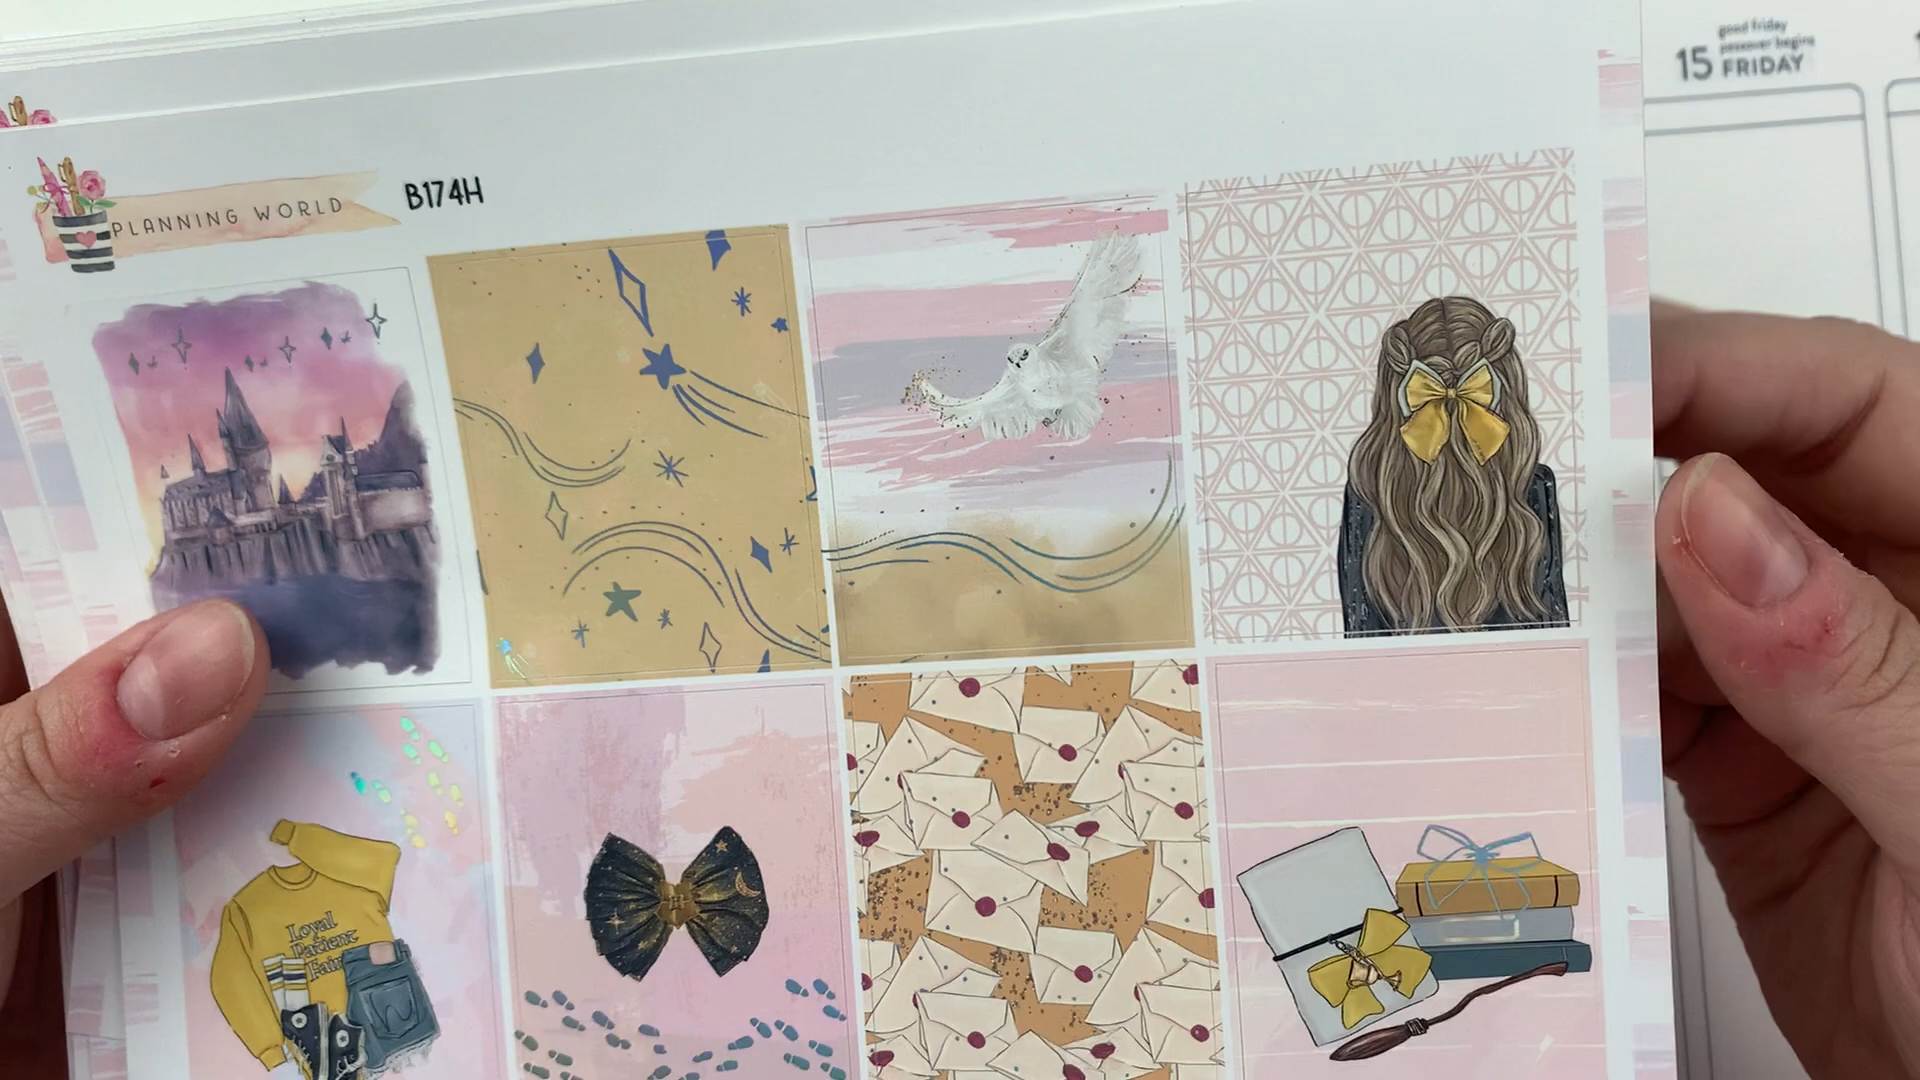 good friday
passover begins
15 FRIDAY
PLANNING WORLD
B174H
Loyal
Patient
Fair
H